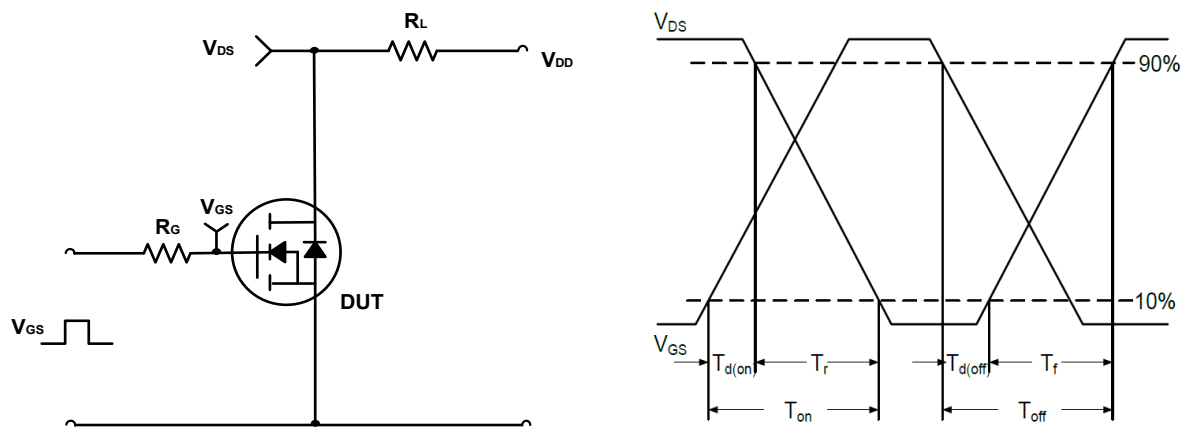 RL
VDS
VDD
VGS
RG
DUT
VGS
VDS
90%
10%
VGS
Td(on)
Tr
Td(off)
Tf
Ton
Toff